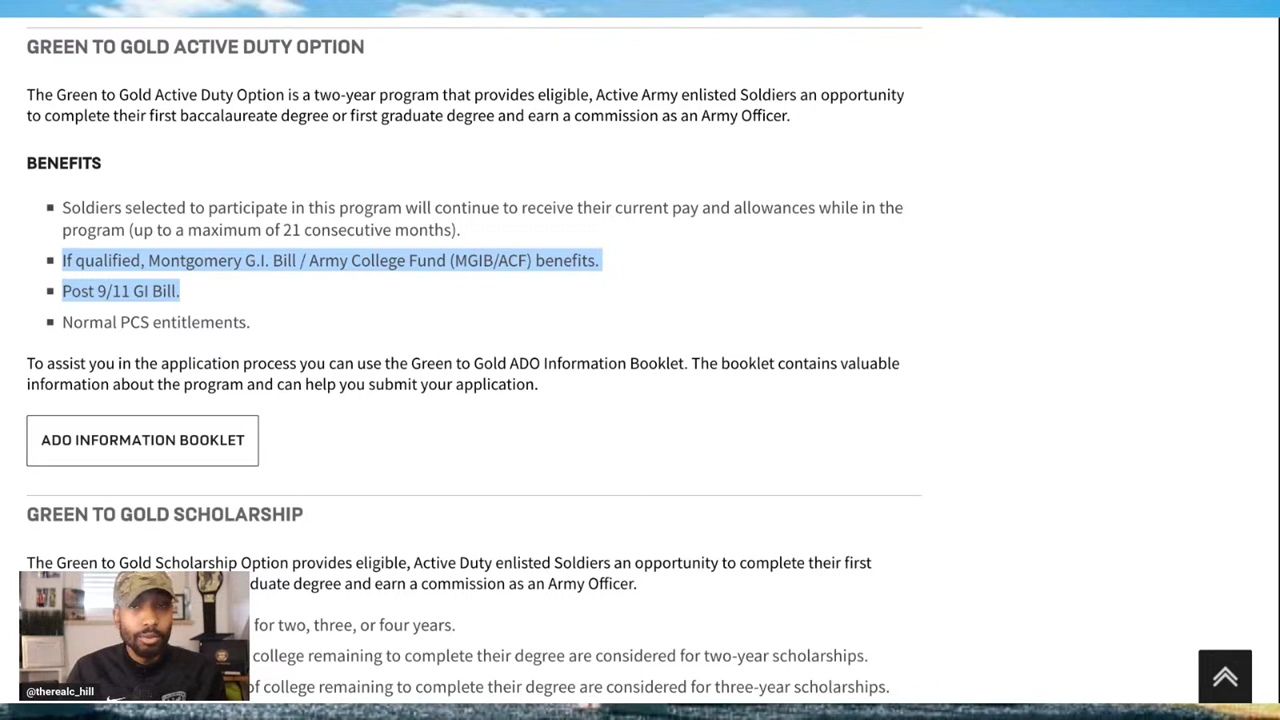 GREEN TO GOLD ACTIVE DUTY OPTION
The Green to Gold Active Duty Option is a two-year program that provides eligible, Active Army enlisted Soldiers an opportunity
to complete their first baccalaureate degree or first graduate degree and earn a commission as an Army Officer.
BENEFITS
Soldiers selected to participate in this program will continue to receive their current pay and allowances while in the
program (up to a maximum of 21 consecutive months).
If qualified, Montgomery G.I. Bill / Army College Fund (MGIB/ACF) benefits.
Post 9/11 GI Bill.
Normal PCS entitlements.
To assist you in the application process you can use the Green to Gold ADO Information Booklet. The booklet contains valuable
information about the program and can help you submit your application.
ADO INFORMATION BOOKLET
GREEN TO GOLD SCHOLARSHIP
The Green to Gold Scholarship Option provides eligible, Active Duty enlisted Soldiers an opportunity to complete their first
duate degree and earn a commission as an Army Officer.
for two, three, or four years.
college remaining to complete their degree are considered for two-year scholarships.
of college remaining to complete their degree are considered for three-year scholarships.
@therealc_hill